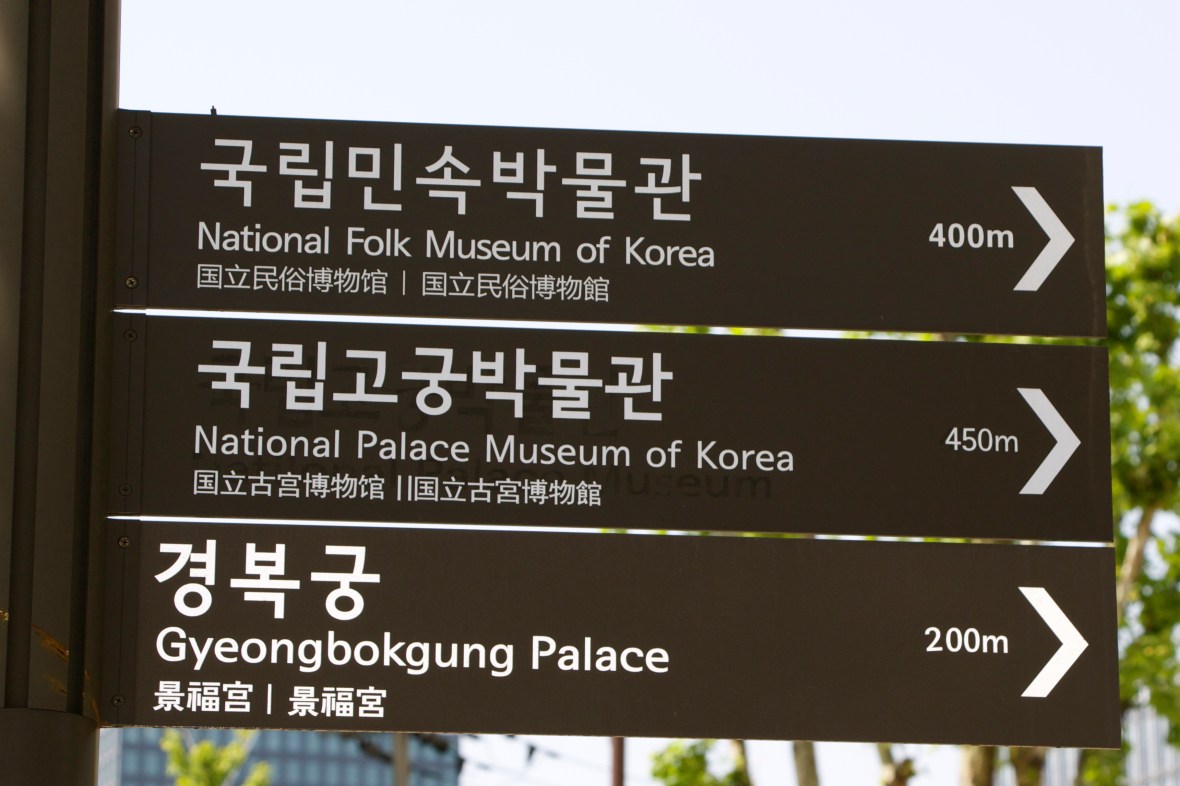 국립민속박물관
National Folk Museum of Korea
400m
国立民俗博物馆 | 国立民俗博物館
국립고궁박물관
National Palace Museum of Korea
450m
国立古宫博物馆 ||国立古宮博物館
경복궁
Gyeongbokgung Palace
200m
景福宫 | 景福宮